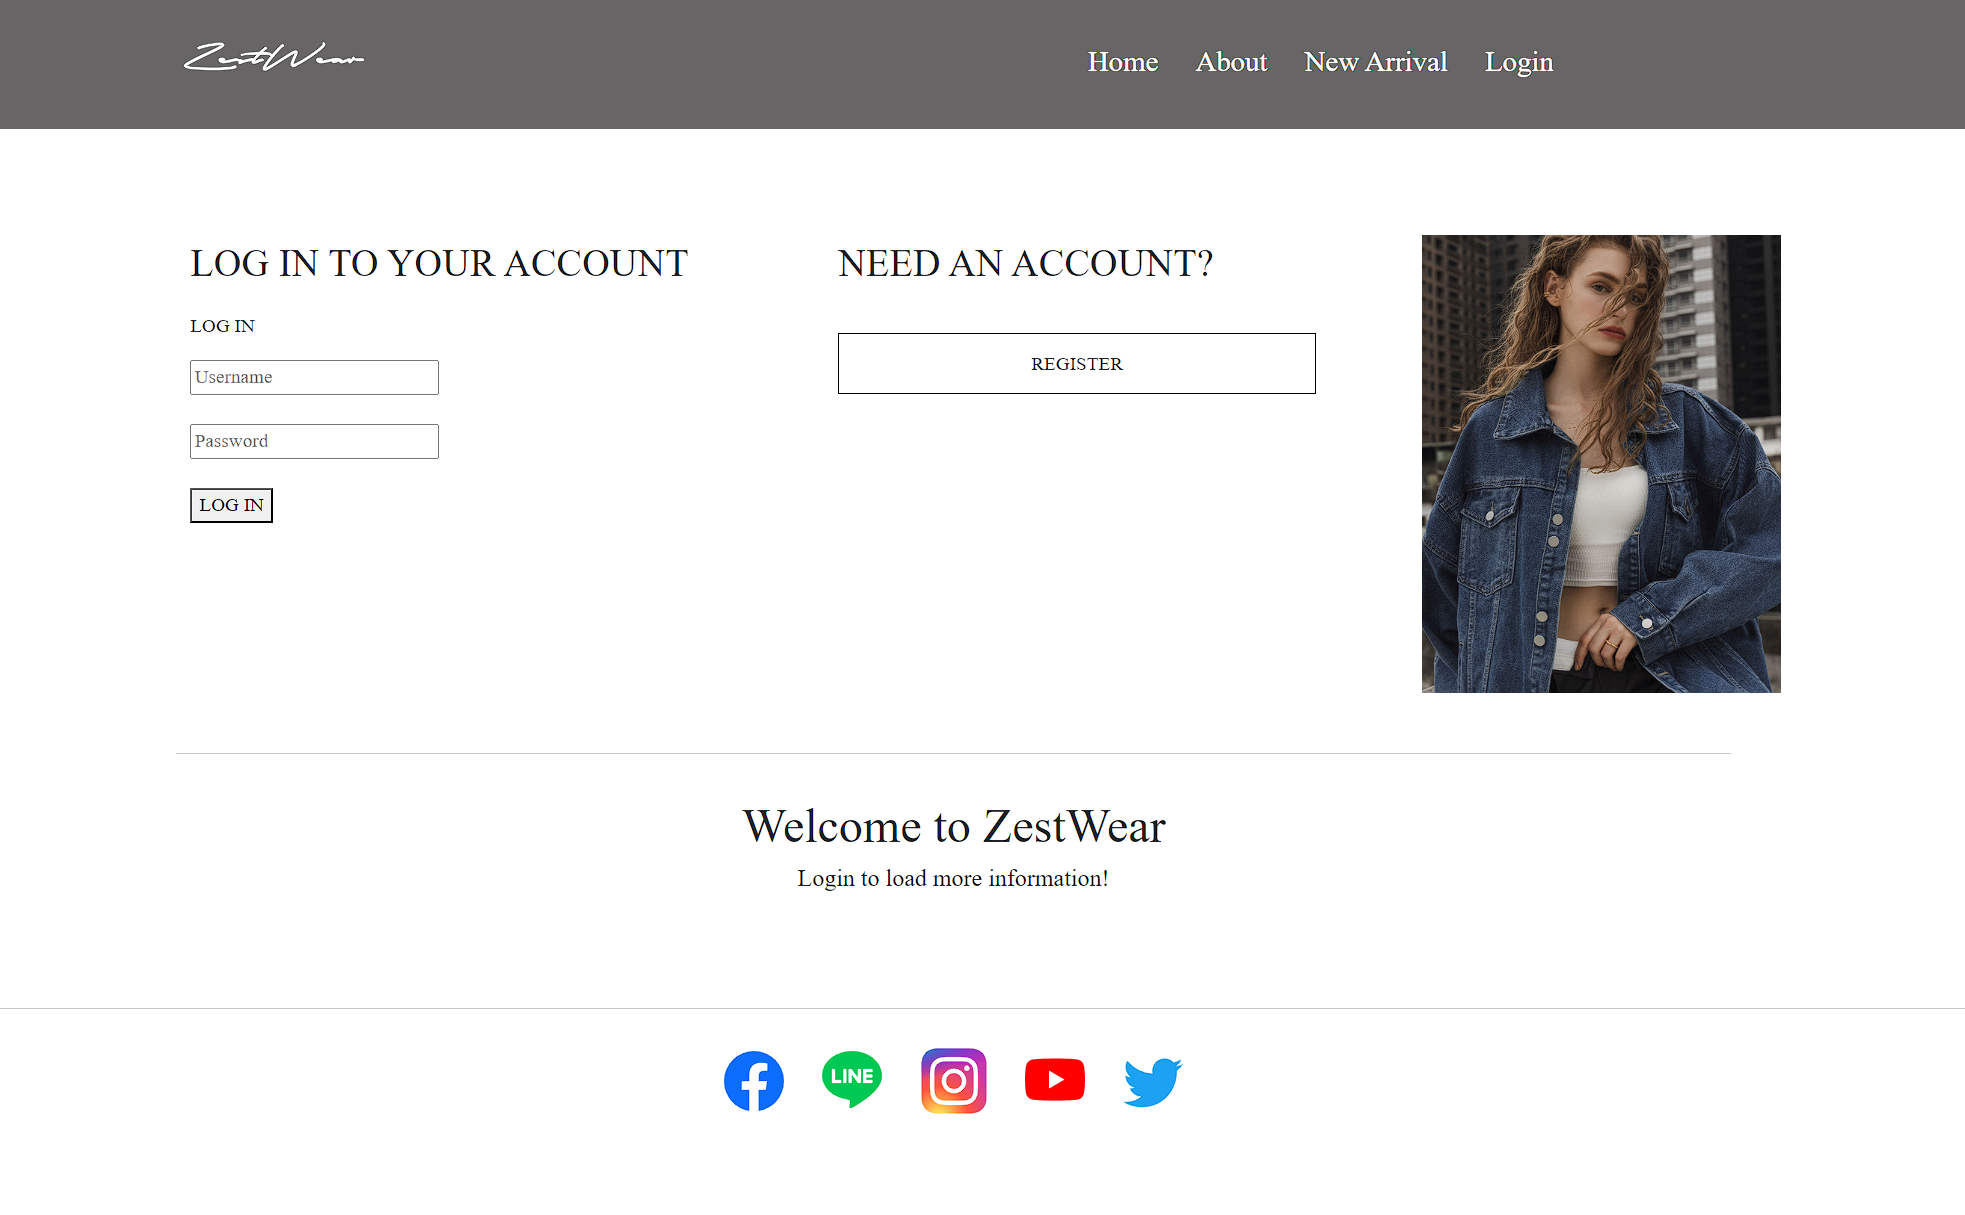 ZestWear
Home About New Arrival Login
LOG IN TO YOUR ACCOUNT
LOG IN
Username
Password
LOG IN
NEED AN ACCOUNT?
REGISTER
Welcome to ZestWear
Login to load more information!
LINE